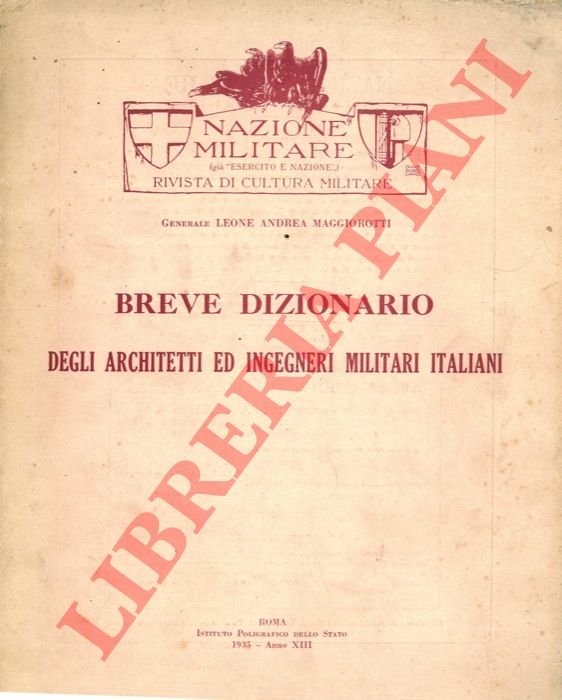 NAZIONE
MILITARE
(già "ESERCITO E NAZIONE")
RIVISTA DI CULTURA MILITARE
GENERALE LEONE ANDREA MAGGIOROTTI
BREVE DIZIONARIO
DEGLI ARCHITETTI ED INGEGNERI MILITARI ITALIANI
ROMA
ISTITUTO POLIGRAFICO DELLO STATO
1935 - ANNO XIII
LIBRERIA PIANI